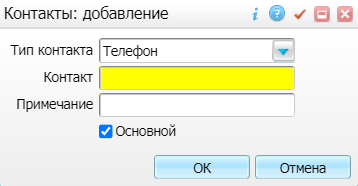 Контакты: добавление
Тип контакта Телефон
Контакт
Примечание
Основной
ОК Отмена